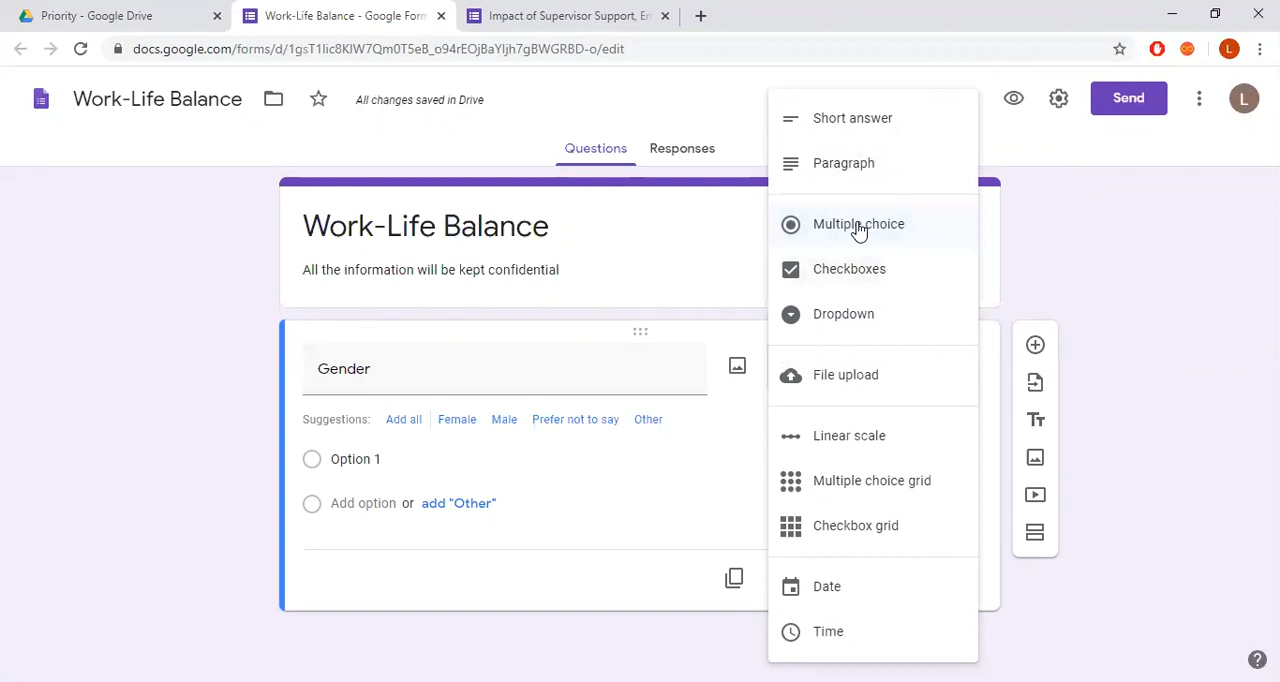 Priority - Google Drive
Work-Life Balance - Google Form
Impact of Supervisor Support, Em
docs.google.com/forms/d/1gsT1lic8KlW7Qm0T5eB_o94rEOjBaYljh7gBWGRBD-o/edit
L
Work-Life Balance
All changes saved in Drive
Send
L
Questions
Responses
Work-Life Balance
All the information will be kept confidential
Gender
Suggestions: Add all Female Male Prefer not to say Other
Option 1
Add option or add "Other"
Short answer
Paragraph
Multiple choice
Checkboxes
Dropdown
File upload
Linear scale
Multiple choice grid
Checkbox grid
Date
Time
Tт